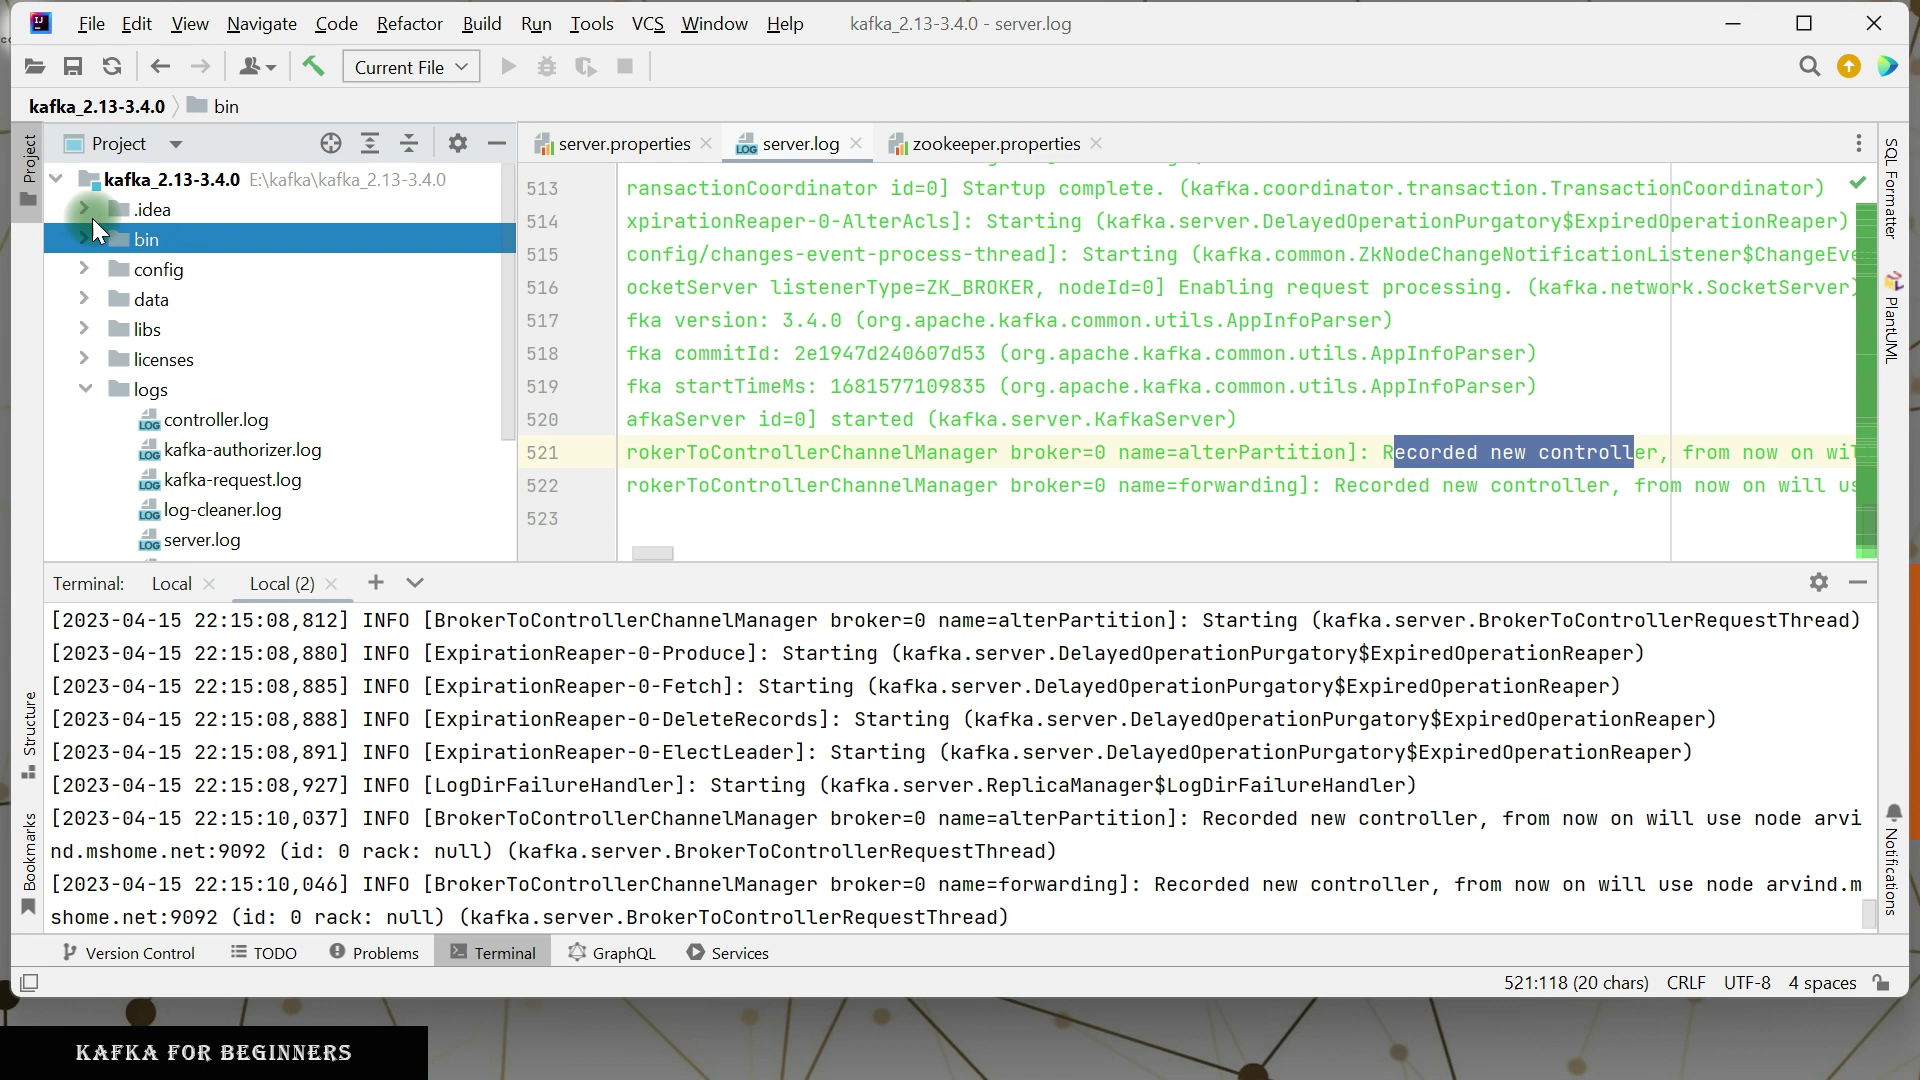 File Edit View Navigate Code Refactor Build Run Tools VCS Window Help kafka_2.13-3.4.0 - server.log
Current File
kafka_2.13-3.4.0 bin
Project
Project
kafka_2.13-3.4.0 E:\kafka\kafka_2.13-3.4.0
.idea
bin
config
data
libs
licenses
logs
controller.log
kafka-authorizer.log
kafka-request.log
log-cleaner.log
server.log
server.properties server.log zookeeper.properties
513 ransactionCoordinator id=0] Startup complete. (kafka.coordinator.transaction.TransactionCoordinator)
514 xpirationReaper-0-AlterAcls]: Starting (kafka.server.DelayedOperationPurgatory$ExpiredOperationReaper)
515 config/changes-event-process-thread]: Starting (kafka.common.ZkNodeChangeNotificationListener$ChangeEve
516 ocketServer listenerType=ZK_BROKER, nodeId=0] Enabling request processing. (kafka.network.SocketServer)
517 fka version: 3.4.0 (org.apache.kafka.common.utils.AppInfoParser)
518 fka commitId: 2e1947d240607d53 (org.apache.kafka.common.utils.AppInfoParser)
519 fka startTimeMs: 1681577109835 (org.apache.kafka.common.utils.AppInfoParser)
520 afkaServer id=0] started (kafka.server.KafkaServer)
521 rokerToControllerChannelManager broker=0 name=alterPartition]: Recorded new controller, from now on wil
522 rokerToControllerChannelManager broker=0 name=forwarding]: Recorded new controller, from now on will us
523
SQL Formatter
PlantUML
Notifications
Structure
Bookmarks
Terminal: Local Local (2)
[2023-04-15 22:15:08,812] INFO [BrokerToControllerChannelManager broker=0 name=alterPartition]: Starting (kafka.server.BrokerToControllerRequestThread)
[2023-04-15 22:15:08,880] INFO [ExpirationReaper-0-Produce]: Starting (kafka.server.DelayedOperationPurgatory$ExpiredOperationReaper)
[2023-04-15 22:15:08,885] INFO [ExpirationReaper-0-Fetch]: Starting (kafka.server.DelayedOperationPurgatory$ExpiredOperationReaper)
[2023-04-15 22:15:08,888] INFO [ExpirationReaper-0-DeleteRecords]: Starting (kafka.server.DelayedOperationPurgatory$ExpiredOperationReaper)
[2023-04-15 22:15:08,891] INFO [ExpirationReaper-0-ElectLeader]: Starting (kafka.server.DelayedOperationPurgatory$ExpiredOperationReaper)
[2023-04-15 22:15:08,927] INFO [LogDirFailureHandler]: Starting (kafka.server.ReplicaManager$LogDirFailureHandler)
[2023-04-15 22:15:10,037] INFO [BrokerToControllerChannelManager broker=0 name=alterPartition]: Recorded new controller, from now on will use node arvi
nd.mshome.net:9092 (id: 0 rack: null) (kafka.server.BrokerToControllerRequestThread)
[2023-04-15 22:15:10,046] INFO [BrokerToControllerChannelManager broker=0 name=forwarding]: Recorded new controller, from now on will use node arvind.m
shome.net:9092 (id: 0 rack: null) (kafka.server.BrokerToControllerRequestThread)
Version Control TODO Problems Terminal GraphQL Services
521:118 (20 chars) CRLF UTF-8 4 spaces
KAFKA FOR BEGINNERS